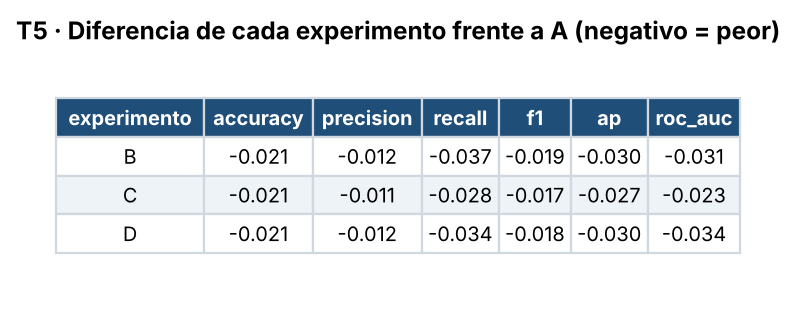 T5 · Diferencia de cada experimento frente a A (negativo = peor)
experimento accuracy precision recall f1 ap roc_auc
B -0.021 -0.012 -0.037 -0.019 -0.030 -0.031
C -0.021 -0.011 -0.028 -0.017 -0.027 -0.023
D -0.021 -0.012 -0.034 -0.018 -0.030 -0.034